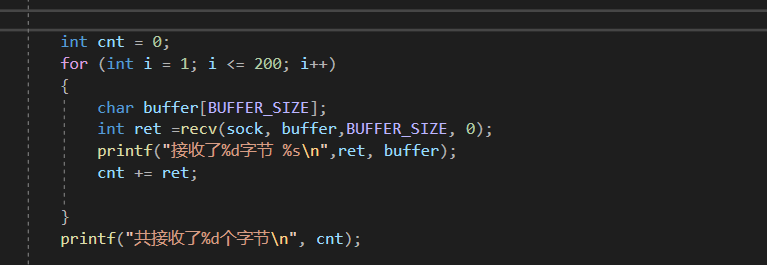 int cnt = 0;
for (int i = 1; i <= 200; i++)
{
char buffer[BUFFER_SIZE];
int ret =recv(sock, buffer,BUFFER_SIZE, 0);
printf("接收了%d字节 %s\n",ret, buffer);
cnt += ret;
}
printf("共接收了%d个字节\n", cnt);